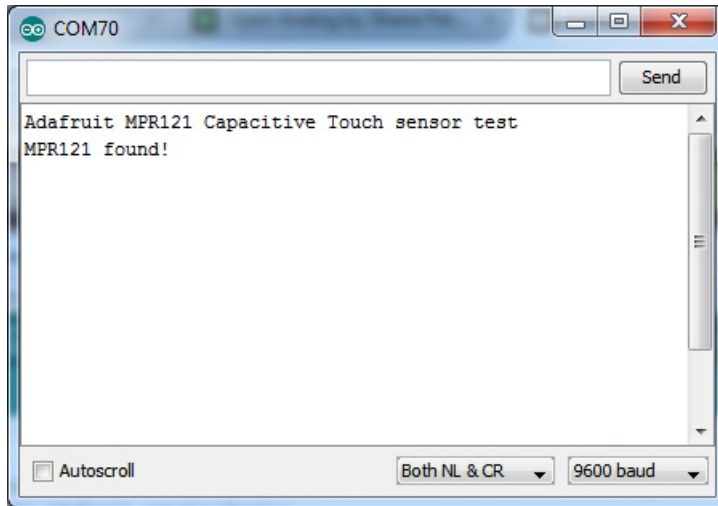 COM70
Send
Adafruit MPR121 Capacitive Touch sensor test
MPR121 found!
Autoscroll
Both NL & CR
9600 baud